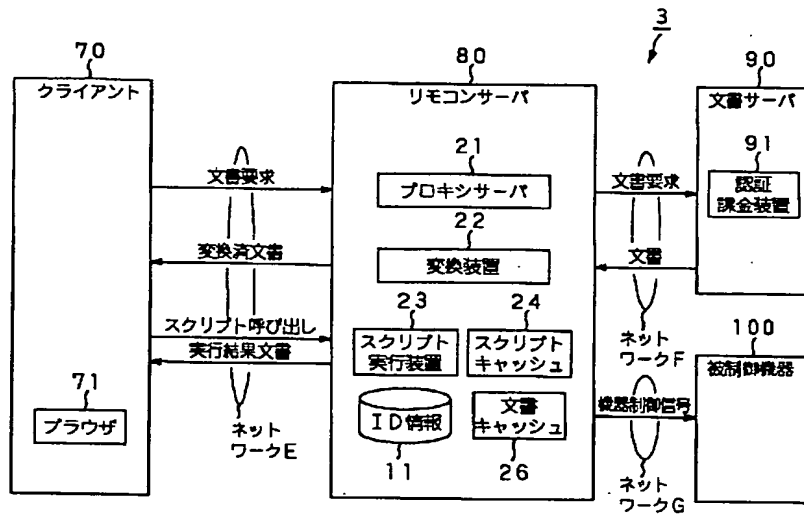 3
70
クライアント
80
リモコンサーバ
90
文書サーバ
91
認証
課金装置
文書要求
21
プロキシサーバ
文書要求
22
変換装置
変換済文書
文書
スクリプト呼び出し
23
スクリプト
実行装置
24
スクリプト
キャッシュ
ネット
ワークF
100
被制御機器
実行結果文書
71
ブラウザ
ネット
ワークE
ID情報
11
文書
キャッシュ
26
機器制御信号
ネット
ワークG